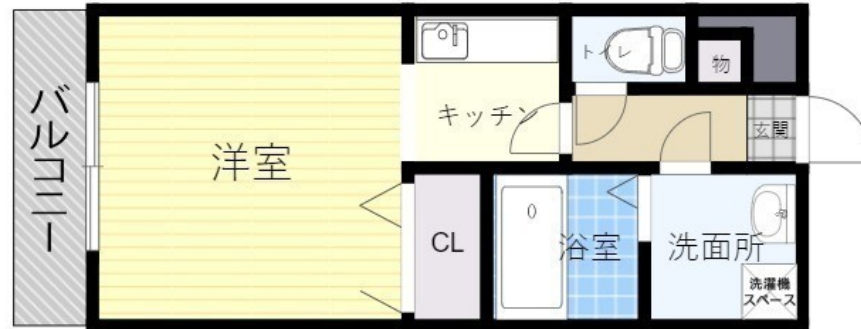 バルコニー
洋室
キッチン
トイレ
物
玄関
CL
浴室
洗面所
洗濯機
スペース